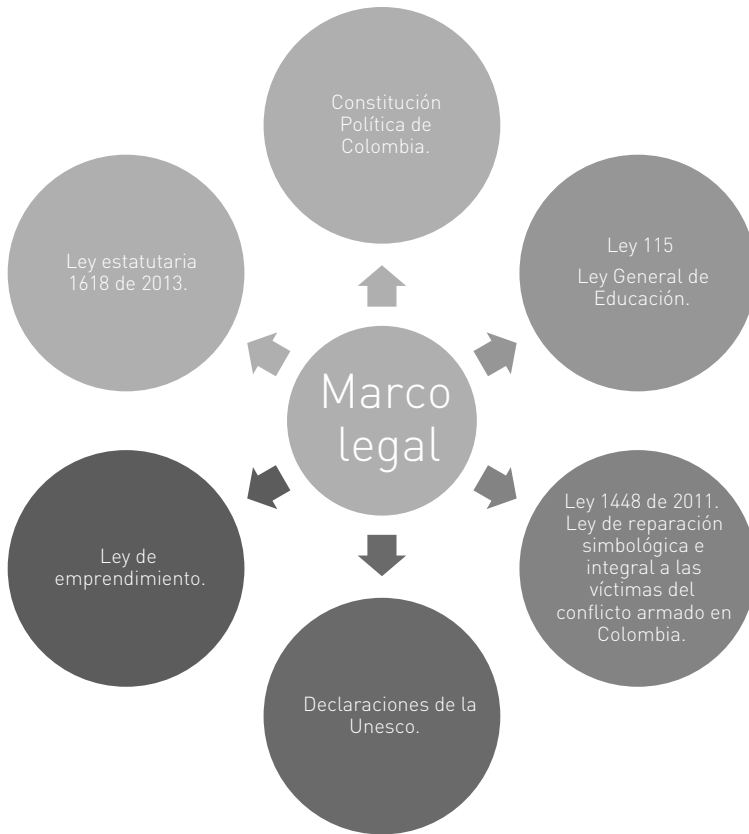 Constitución
Política de
Colombia.
Ley 115
Ley General de
Educación.
Ley 1448 de 2011.
Ley de reparación
simbológica e
integral a las
víctimas del
conflicto armado en
Colombia.
Declaraciones de la
Unesco.
Ley de
emprendimiento.
Ley estatutaria
1618 de 2013.
Marco
legal